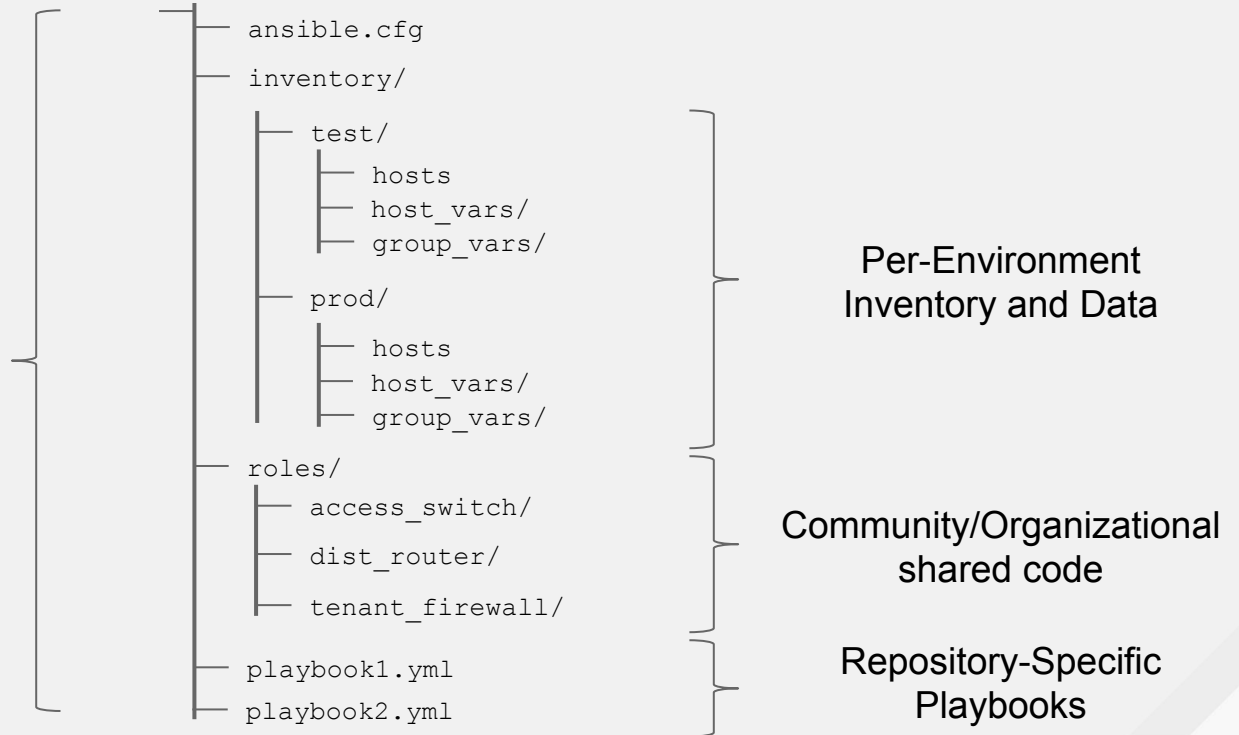 ansible.cfg
inventory/
test/
hosts
host_vars/
group_vars/
prod/
hosts
host_vars/
group_vars/
Per-Environment
Inventory and Data
roles/
access_switch/
dist_router/
tenant_firewall/
Community/Organizational
shared code
playbook1.yml
playbook2.yml
Repository-Specific
Playbooks